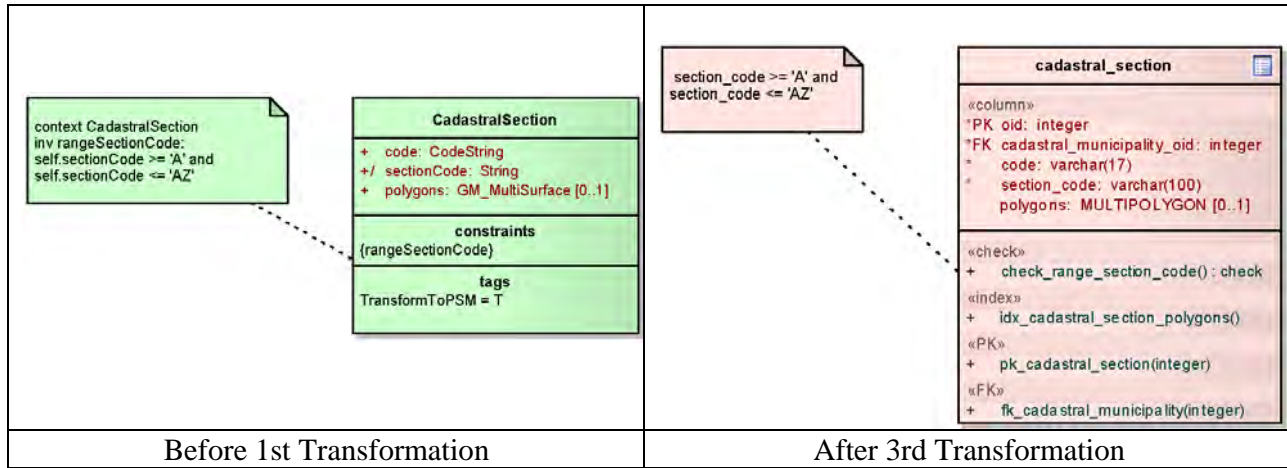 context CadastralSection
inv rangeSectionCode:
self.sectionCode >= 'A' and
self.sectionCode <= 'AZ'
CadastralSection
+ code: CodeString
+/ sectionCode: String
+ polygons: GM_MultiSurface [0..1]
constraints
{rangeSectionCode}
tags
TransformToPSM = T
Before 1st Transformation
section_code >= 'A' and
section_code <= 'AZ'
cadastral_section
«column»
*PK oid: integer
*FK cadastral_municipality_oid: integer
* code: varchar(17)
* section_code: varchar(100)
polygons: MULTIPOLYGON [0..1]
«check»
+ check_range_section_code() : check
«index»
+ idx_cadastral_section_polygons()
«PK»
+ pk_cadastral_section(integer)
«FK»
+ fk_cadastral_municipality(integer)
After 3rd Transformation